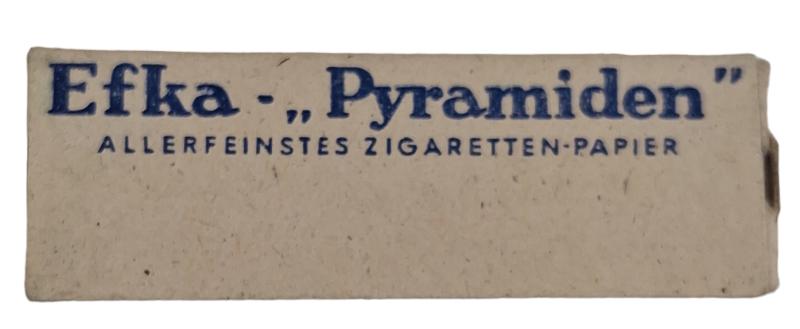 Efka - „Pyramiden”
ALLERFEINSTES ZIGARETTEN-PAPIER